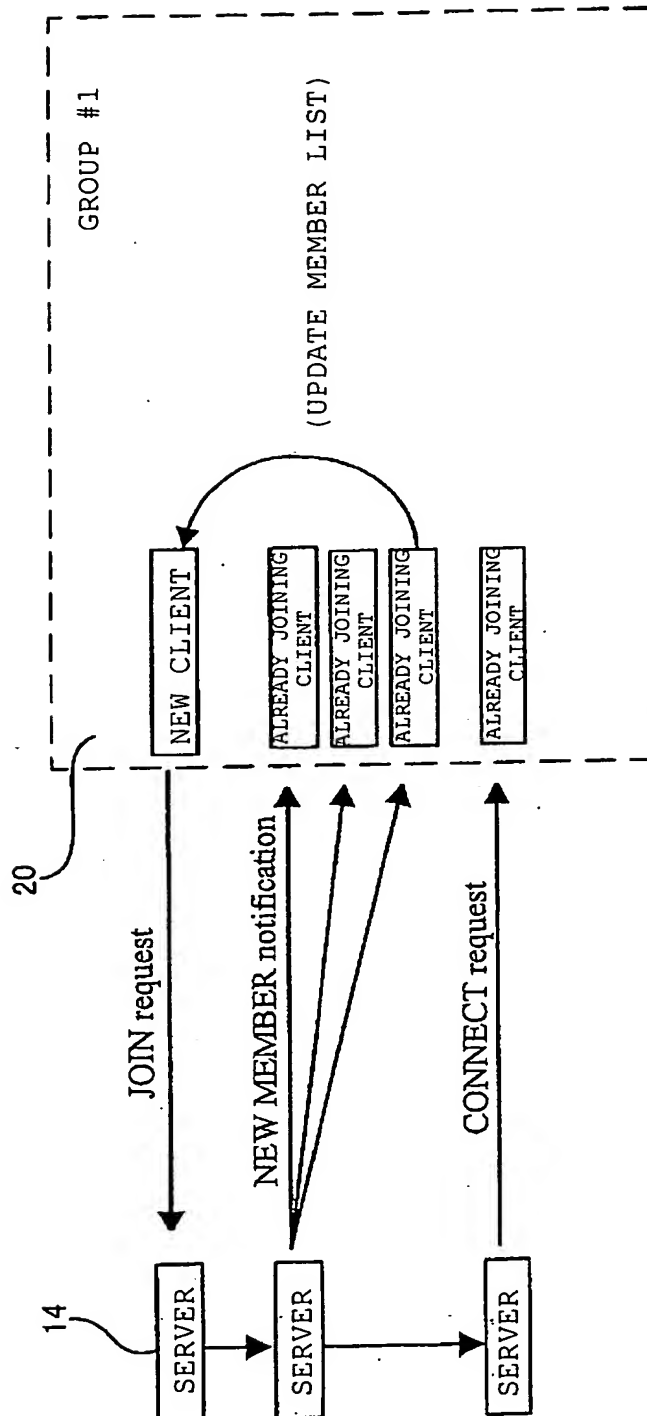 20
GROUP #1
14
SERVER
JOIN request
NEW CLIENT
SERVER
NEW MEMBER notification
ALREADY JOINING
CLIENT
ALREADY JOINING
CLIENT
ALREADY JOINING
CLIENT
(UPDATE MEMBER LIST)
SERVER
CONNECT request
ALREADY JOINING
CLIENT